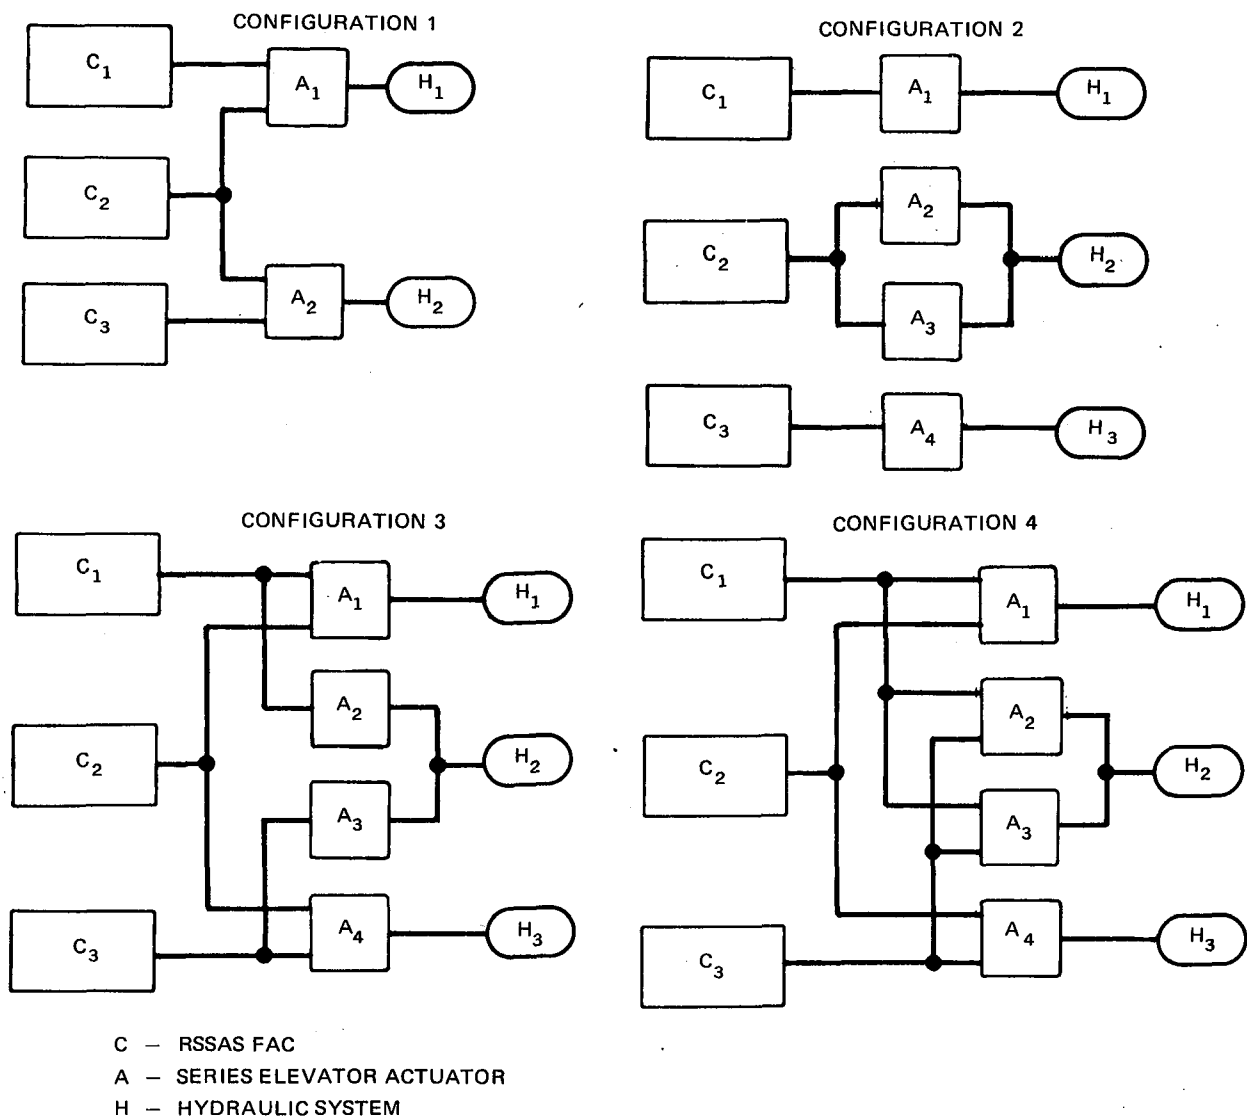 CONFIGURATION 1
C1
A1
H1
C2
C3
A2
H2
CONFIGURATION 2
C1
A1
H1
C2
A2
A3
H2
C3
A4
H3
CONFIGURATION 3
C1
A1
H1
A2
C2
H2
A3
C3
A4
H3
CONFIGURATION 4
C1
A1
H1
A2
C2
H2
A3
C3
A4
H3
C – RSSAS FAC
A – SERIES ELEVATOR ACTUATOR
H – HYDRAULIC SYSTEM